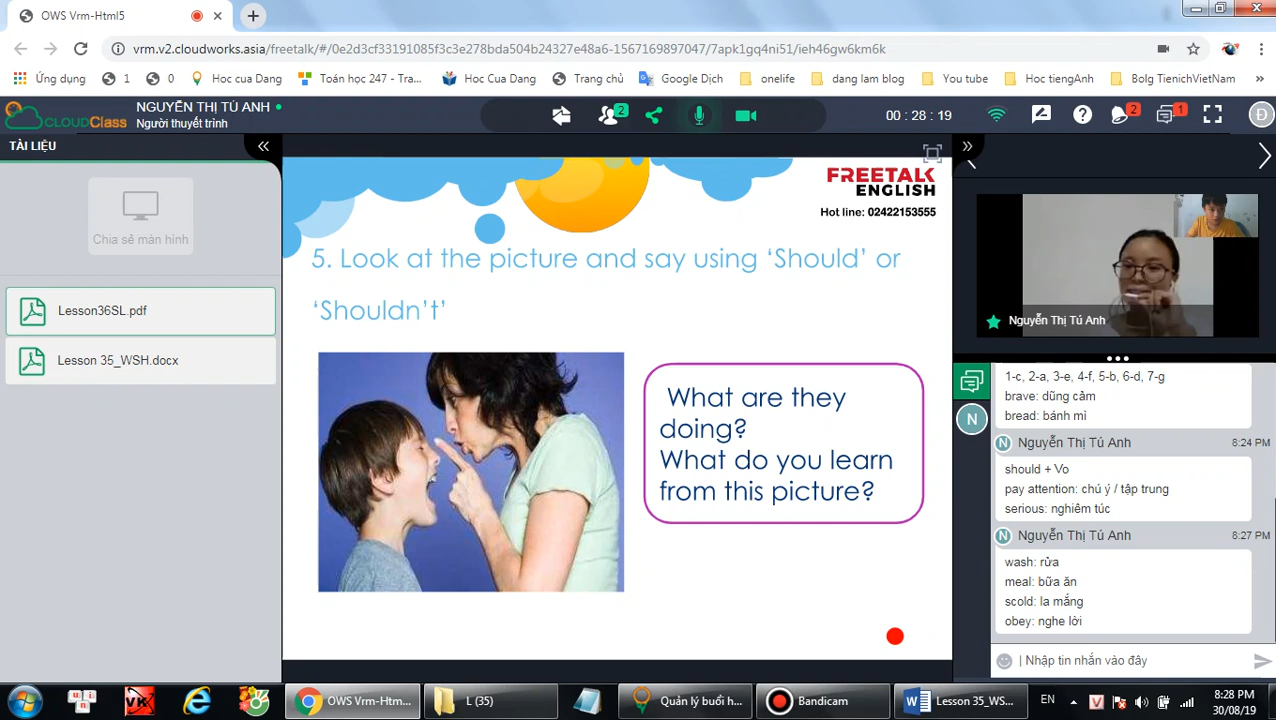 OWS Vrm-Html5
vrm.v2.cloudworks.asia/freetalk/#/0e2d3cf33191085f3c3e278bda504b24327e48a6-1567169897047/7apk1gq4ni51/ieh46gw6km6k
Ứng dụng 1 0 Hoc cua Dang Toán học 247 - Tra... Học Cua Dang Trang chủ Google Dịch onelife dang lam blog You tube Học tiengAnh Bolg TienichVietNam »
CLOUDClass
NGUYỄN THỊ TÚ ANH
Người thuyết trình
2
00 : 28 : 19
2
1
Đ
TÀI LIỆU
Chia sẻ màn hình
Lesson36SL.pdf
Lesson 35_WSH.docx
FREETALK
ENGLISH
Hot line: 02422153555
5. Look at the picture and say using ‘Should’ or
‘Shouldn’t’
What are they
doing?
What do you learn
from this picture?
Nguyễn Thị Tú Anh
1-c, 2-a, 3-e, 4-f, 5-b, 6-d, 7-g
brave: dũng cảm
bread: bánh mì
N Nguyễn Thị Tú Anh 8:24 PM
should + Vo
pay attention: chú ý / tập trung
serious: nghiêm túc
N Nguyễn Thị Tú Anh 8:27 PM
wash: rửa
meal: bữa ăn
scold: la mắng
obey: nghe lời
N
Nhập tin nhắn vào đây
OWS Vrm-Htm... L (35) Quản lý buổi h... Bandicam Lesson 35_WS... EN
8:28 PM
30/08/19